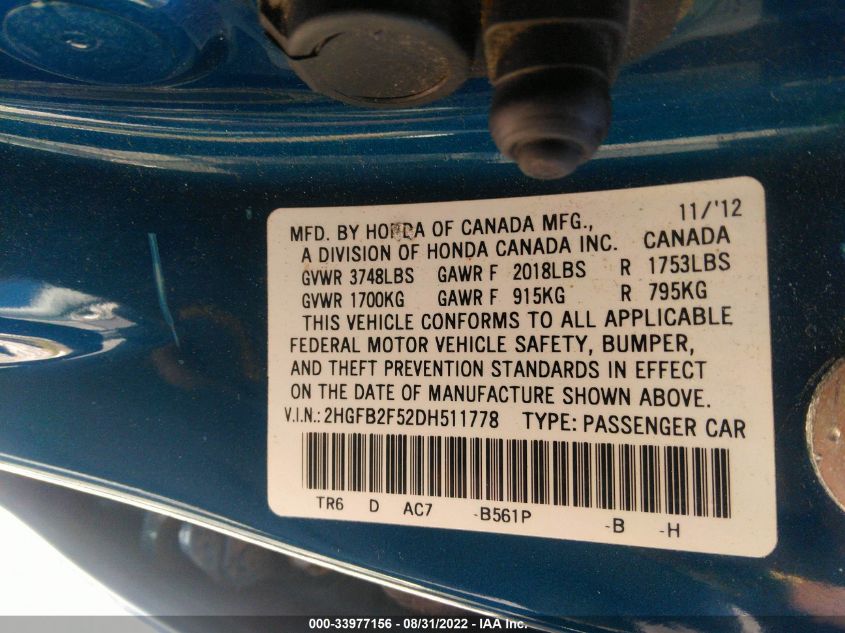 11/'12
MFD. BY HONDA OF CANADA MFG.,
A DIVISION OF HONDA CANADA INC. CANADA
GVWR 3748LBS GAWR F 2018LBS R 1753LBS
GVWR 1700KG GAWR F 915KG R 795KG
THIS VEHICLE CONFORMS TO ALL APPLICABLE
FEDERAL MOTOR VEHICLE SAFETY, BUMPER,
AND THEFT PREVENTION STANDARDS IN EFFECT
ON THE DATE OF MANUFACTURE SHOWN ABOVE.
V.I.N.: 2HGFB2F52DH511778 TYPE: PASSENGER CAR
TR6 D AC7 -B561P -B -H
000-33977156 - 08/31/2022 - IAA Inc.